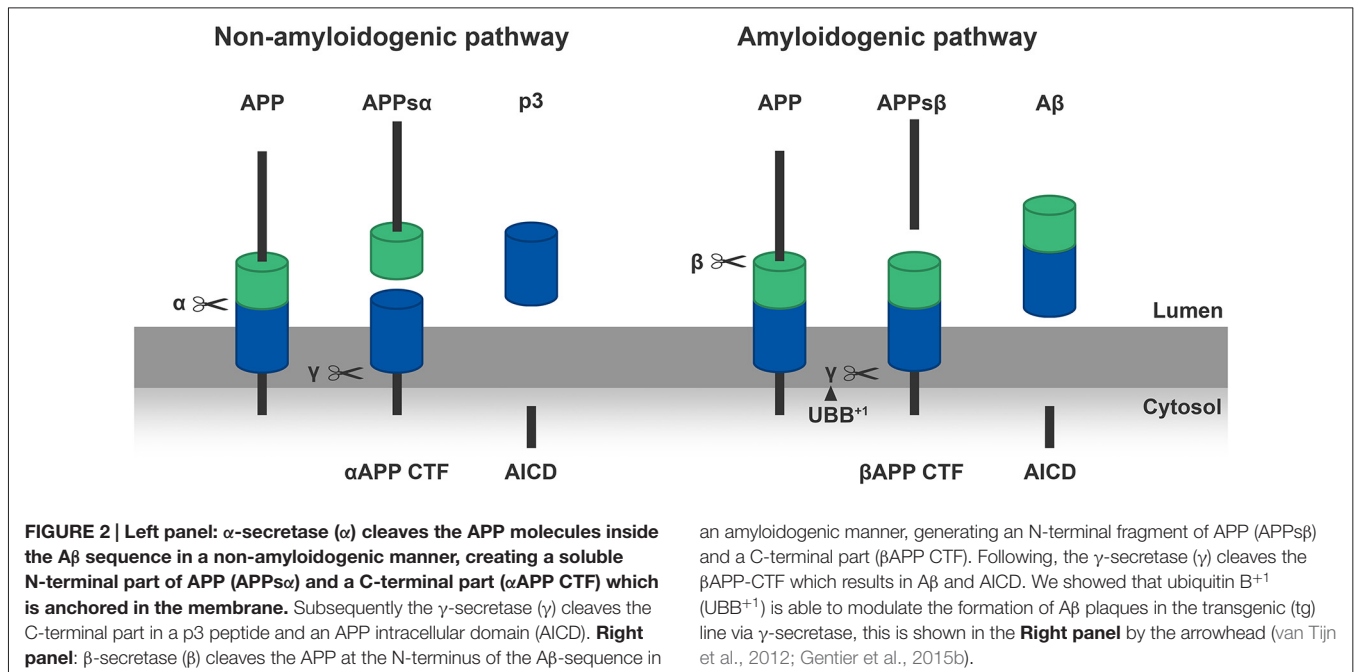 Non-amyloidogenic pathway
Amyloidogenic pathway
APP
APPsα
p3
APP
APPsβ
Aβ
β
α
Lumen
γ
γ
UBB+1
Cytosol
αAPP CTF
AICD
βAPP CTF
AICD
FIGURE 2 | Left panel: α-secretase (α) cleaves the APP molecules inside
the Aβ sequence in a non-amyloidogenic manner, creating a soluble
N-terminal part of APP (APPsα) and a C-terminal part (αAPP CTF) which
is anchored in the membrane. Subsequently the γ-secretase (γ) cleaves the
C-terminal part in a p3 peptide and an APP intracellular domain (AICD). Right
panel: β-secretase (β) cleaves the APP at the N-terminus of the Aβ-sequence in
an amyloidogenic manner, generating an N-terminal fragment of APP (APPsβ)
and a C-terminal part (βAPP CTF). Following, the γ-secretase (γ) cleaves the
βAPP-CTF which results in Aβ and AICD. We showed that ubiquitin B+1
(UBB+1) is able to modulate the formation of Aβ plaques in the transgenic (tg)
line via γ-secretase, this is shown in the Right panel by the arrowhead (van Tijn
et al., 2012; Gentier et al., 2015b).